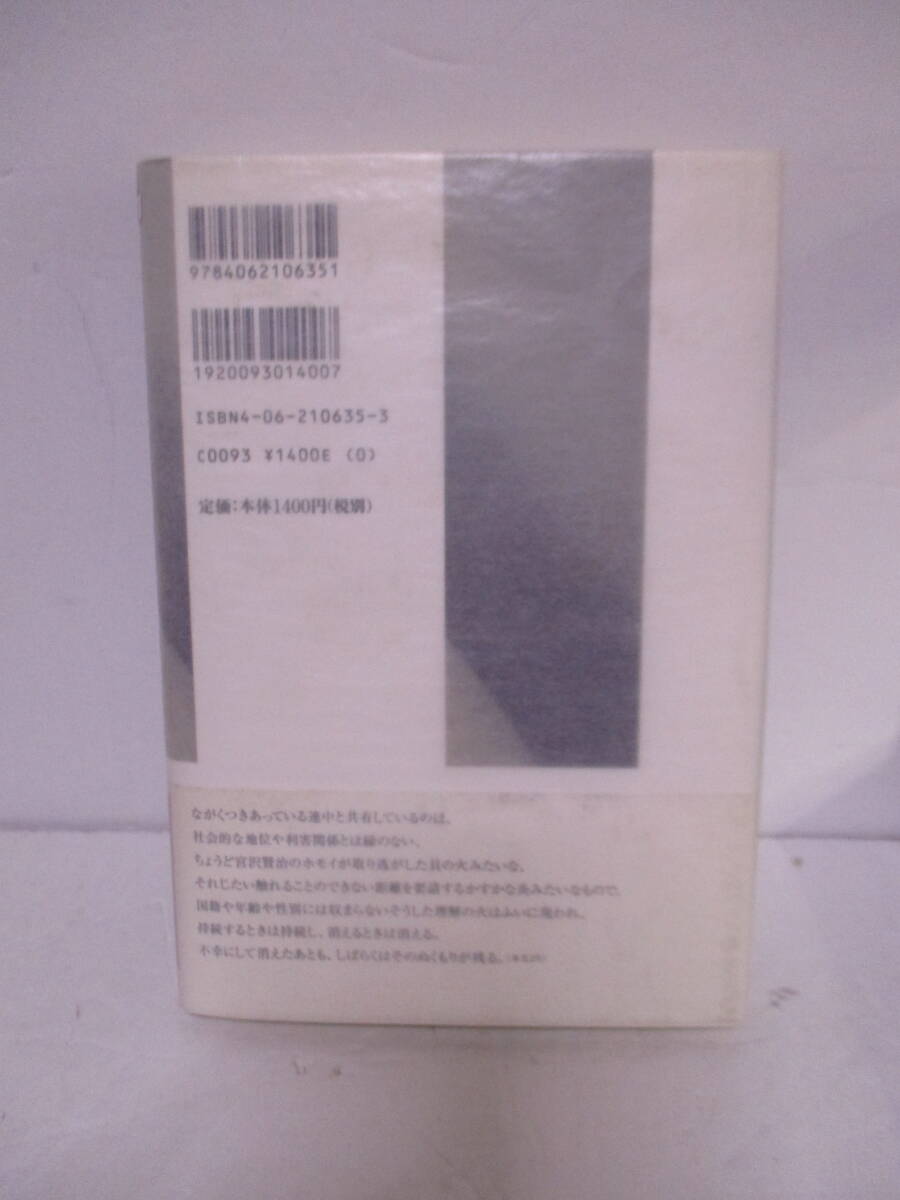 9784062106351
1920093014007
ISBN4-06-210635-3
C0093 ¥1400E (0)
定価:本体1400円(税別)
ながくつきあっている連中と共有しているのは、
社会的な地位や利害関係とは縁のない、
ちょうど宮沢賢治のホモイが取り逃がした貝の火みたいな、
それじたい触れることのできない距離を要請するかすかな炎みたいなもので、
国籍や年齢や性別には収まらないそうした理解の火はふいに現われ、
持続するときは持続し、消えるときは消える。
不幸にして消えたあとも、しばらくはそのぬくもりが残る。